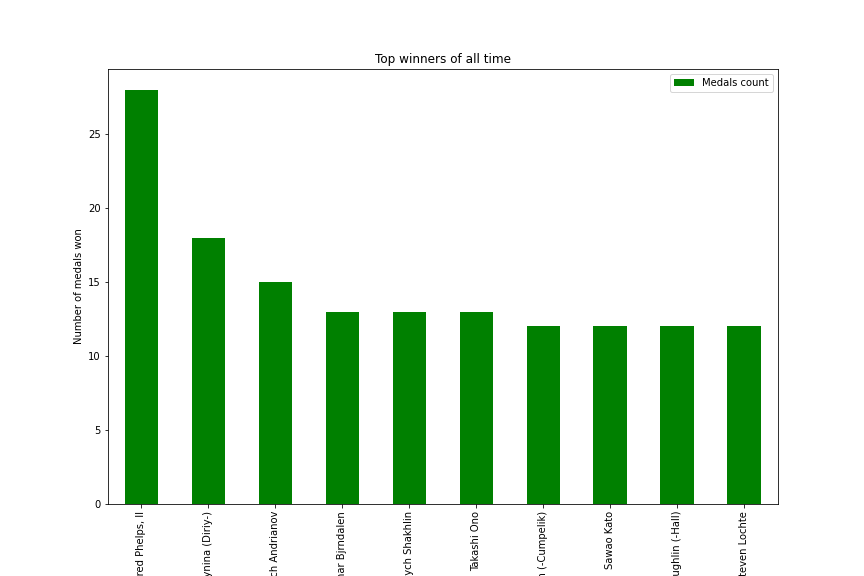 Top winners of all time
Medals count
Number of medals won
25
20
15
10
5
0
red Phelps, II
ynina (Diriy-)
ch Andrianov
nar Bjrndalen
ych Shakhlin
Takashi Ono
n (-Cumpelik)
Sawao Kato
ughlin (-Hall)
teven Lochte